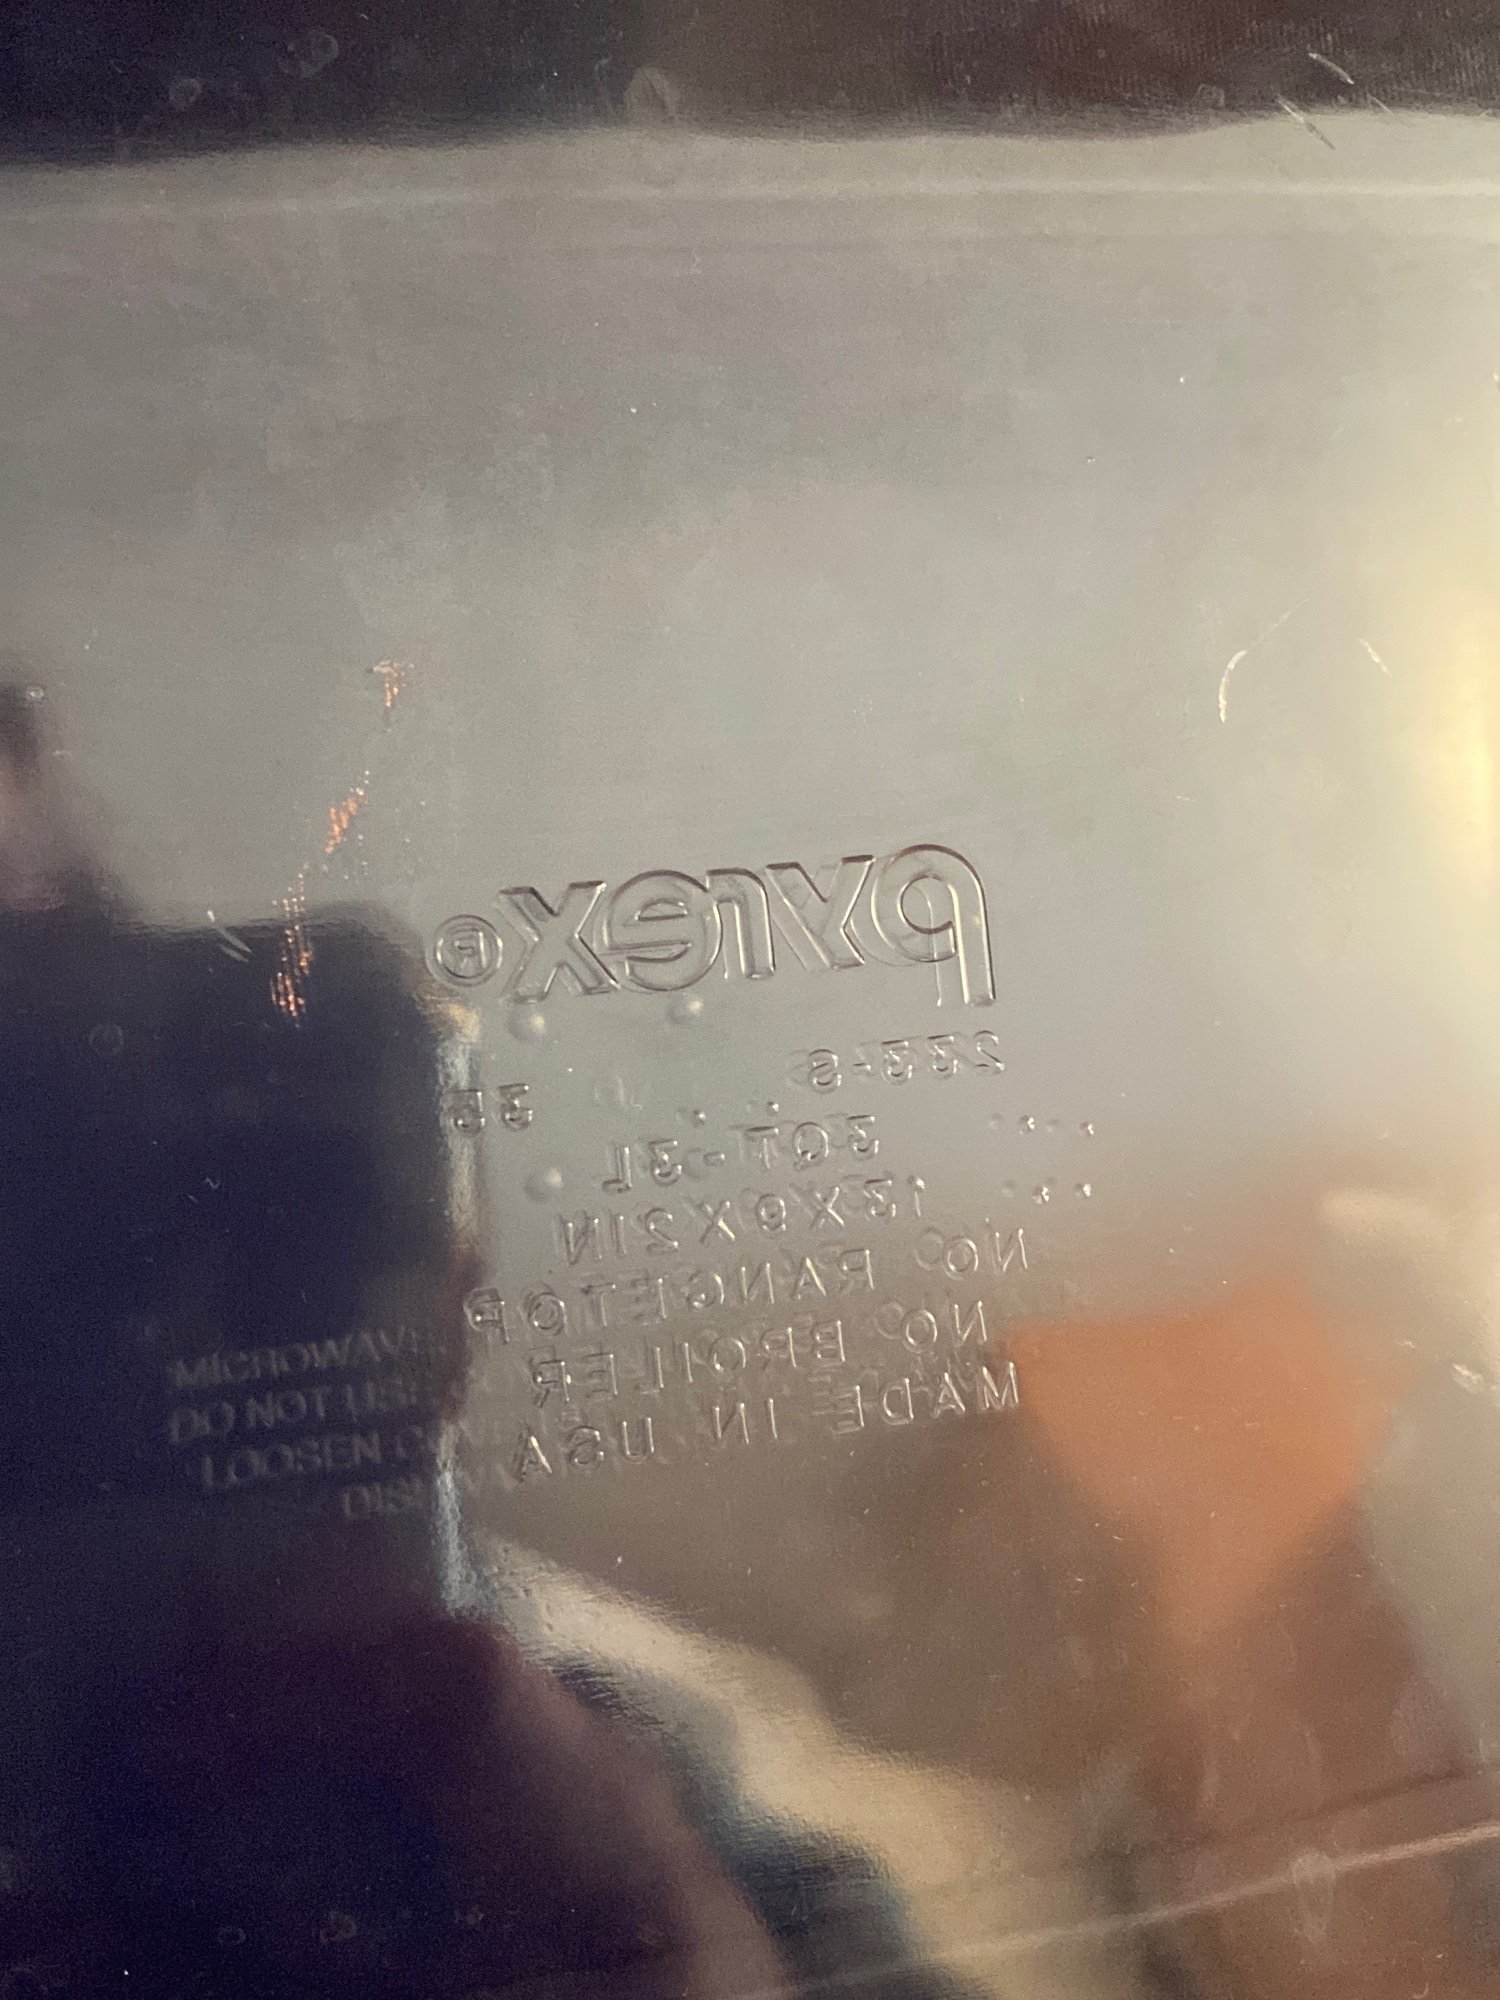 pyrex®
233-S
35
3QT-3L
13X9X2IN
NO RANGETOP
NO BROILER
MADE IN USA
MICROWAVE
DO NOT USE
LOOSEN